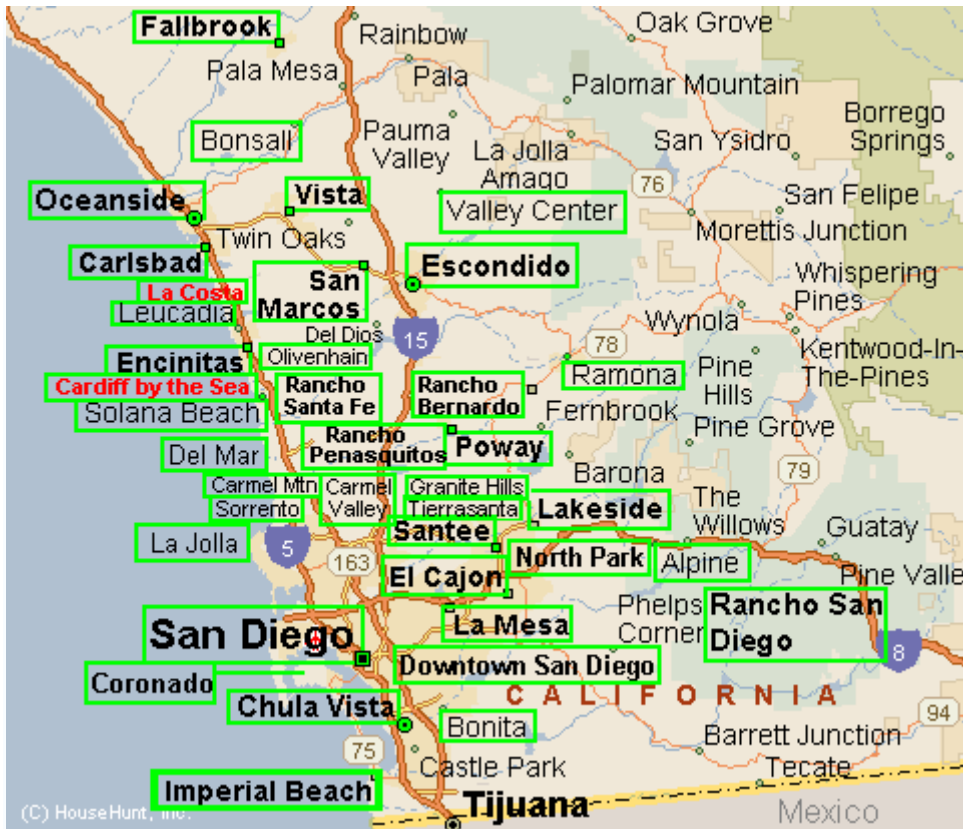 Fallbrook
Rainbow
Oak Grove
Pala Mesa
Pala
Palomar Mountain
Bonsall
Pauma
Valley
La Jolla
Amaqo
San Ysidro
Borrego
Springs
Oceanside
Vista
Valley Center
76
San Felipe
Twin Oaks
Morettis Junction
Carlsbad
San
Marcos
Escondido
Whispering
Pines
La Costa
Leucadia
Del Dios
15
Wynola
Encinitas
Olivenhain
78
Kentwood-In-
The-Pines
Cardiff by the Sea
Rancho
Santa Fe
Rancho
Bernardo
Ramona
Pine
Hills
Solana Beach
Fernbrook
Rancho
Penasquitos
Poway
Pine Grove
Del Mar
Barona
79
Carmel Mtn
Carmel
Valley
Granite Hills
Sorrento
Tierrasanta
Lakeside
The
Willows
Guatay
La Jolla
5
163
Santee
North Park
Alpine
Pine Valle
El Cajon
Phelps
Corner
Rancho San
Diego
San Diego
La Mesa
8
Downtown San Diego
Coronado
CALIFORNIA
Chula Vista
Bonita
94
75
Barrett Junction
Castle Park
Tecate
Imperial Beach
Tijuana
Mexico
(C) HouseHunt, Inc.